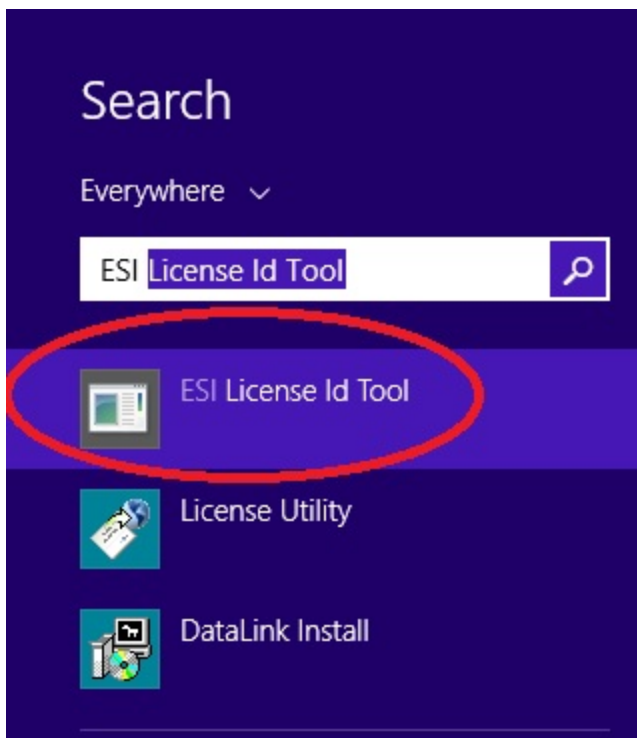 Search
Everywhere
ESI License Id Tool
ESI License Id Tool
License Utility
DataLink Install